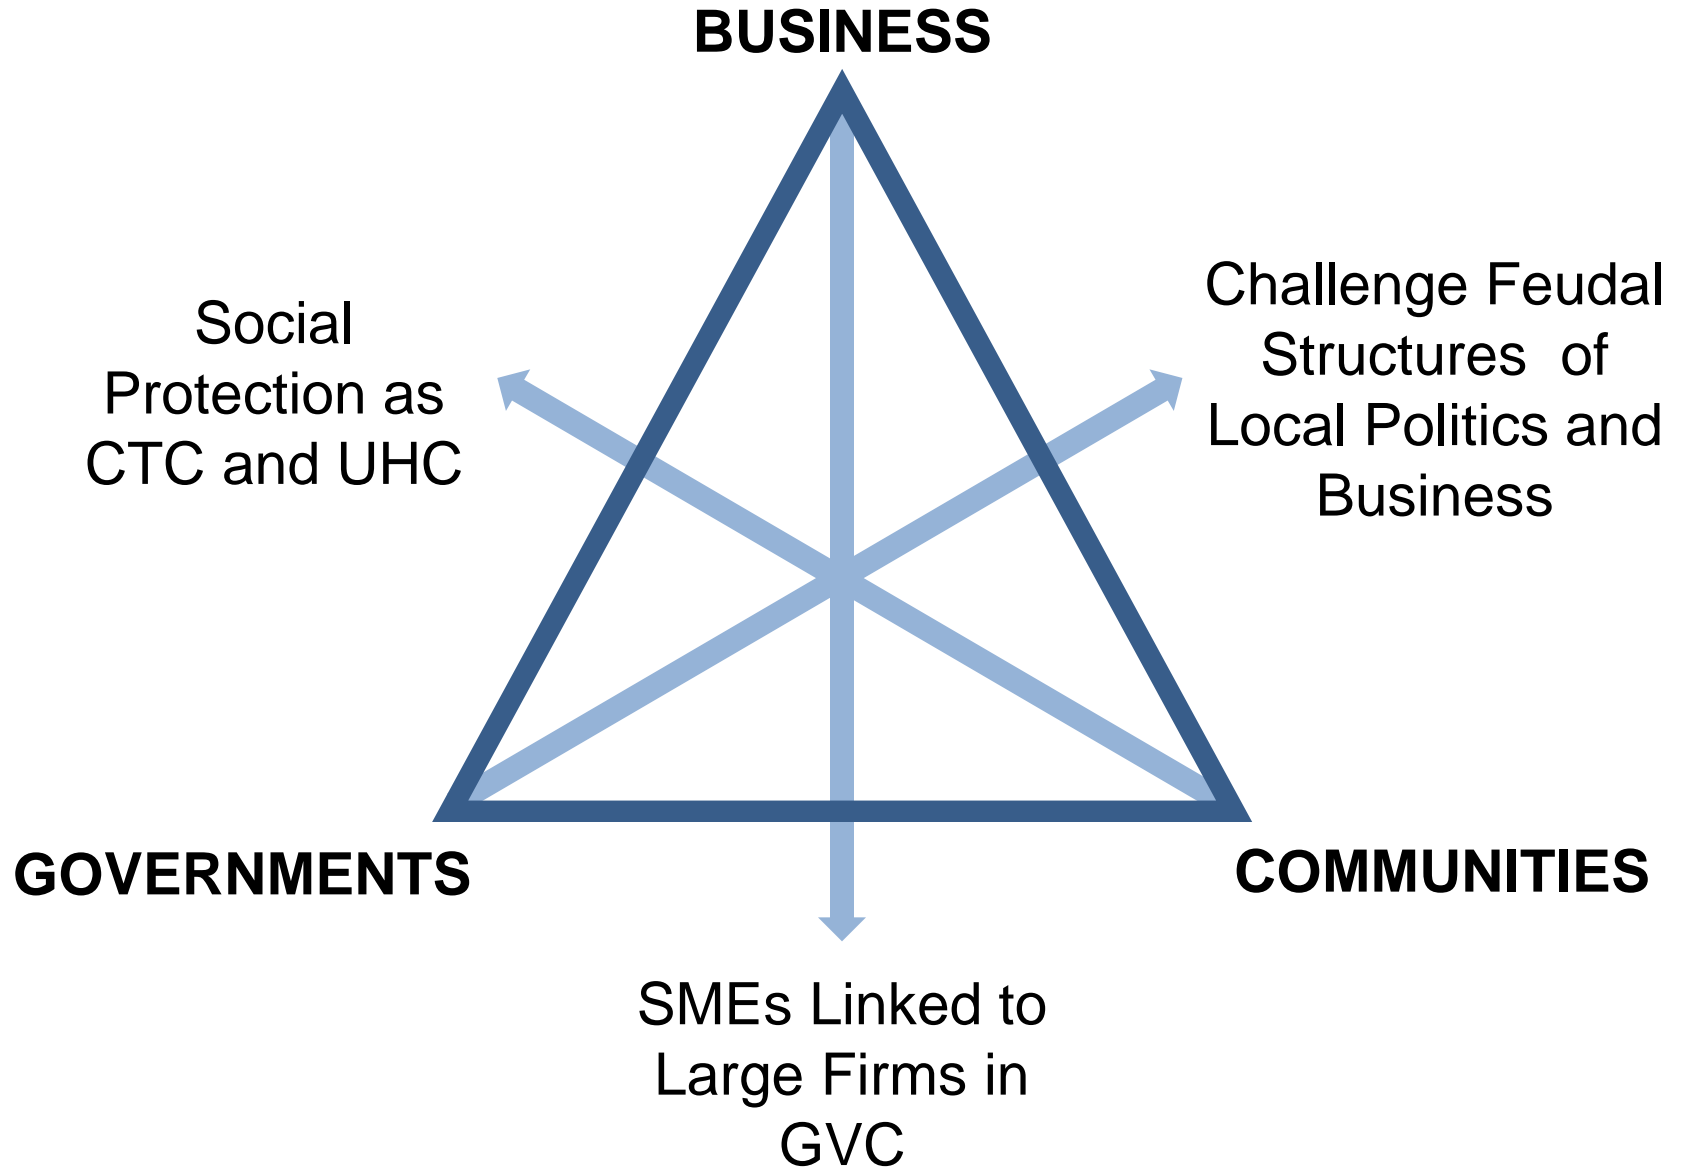 BUSINESS
Social
Protection as
CTC and UHC
Challenge Feudal
Structures of
Local Politics and
Business
GOVERNMENTS
COMMUNITIES
SMEs Linked to
Large Firms in
GVC